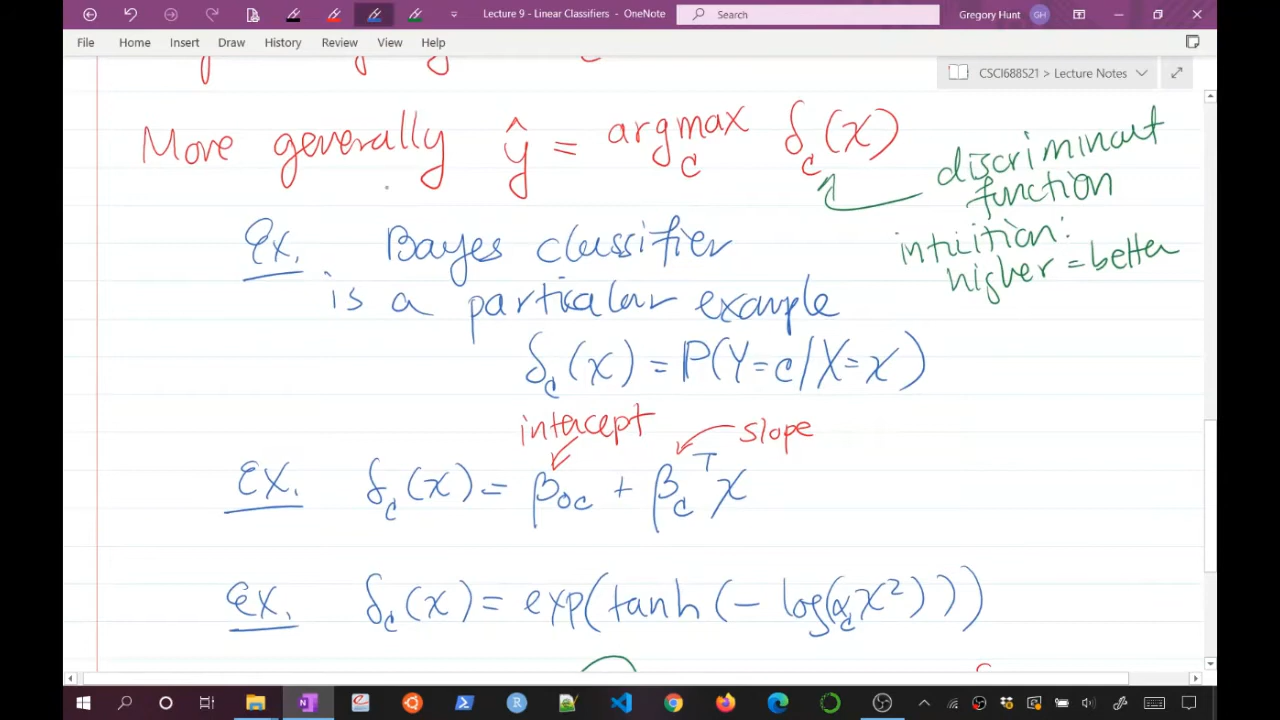 Lecture 9 - Linear Classifiers - OneNote
Search
Gregory Hunt
GH
File Home Insert Draw History Review View Help
CSCI688S21 > Lecture Notes
More generally ŷ = argmax_c δ_c(x)
discriminant
function
intuition:
higher = better
Ex. Bayes classifier
is a particular example
δ_c(x) = P(Y=c/X=x)
intercept
slope
Ex. δ_c(x) = β_0c + β_c^T x
Ex. δ_c(x) = exp(tanh(- log(α_c x²)))